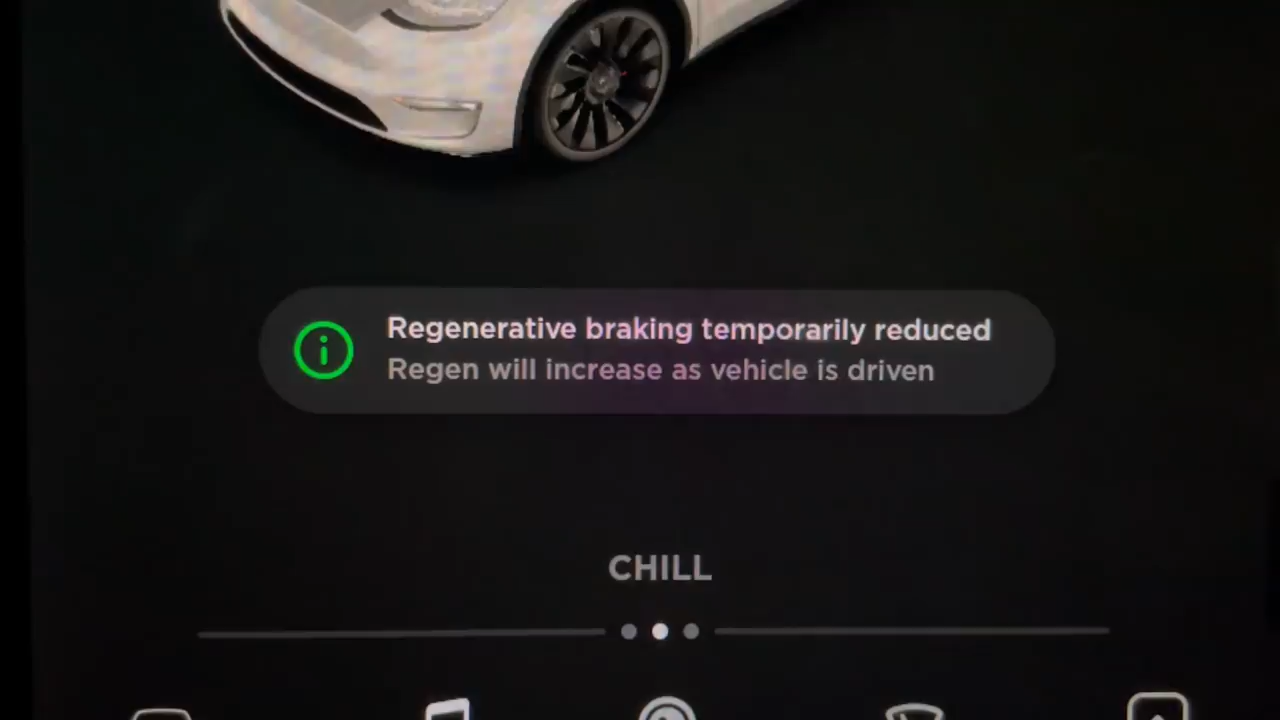 Regenerative braking temporarily reduced
Regen will increase as vehicle is driven
CHILL